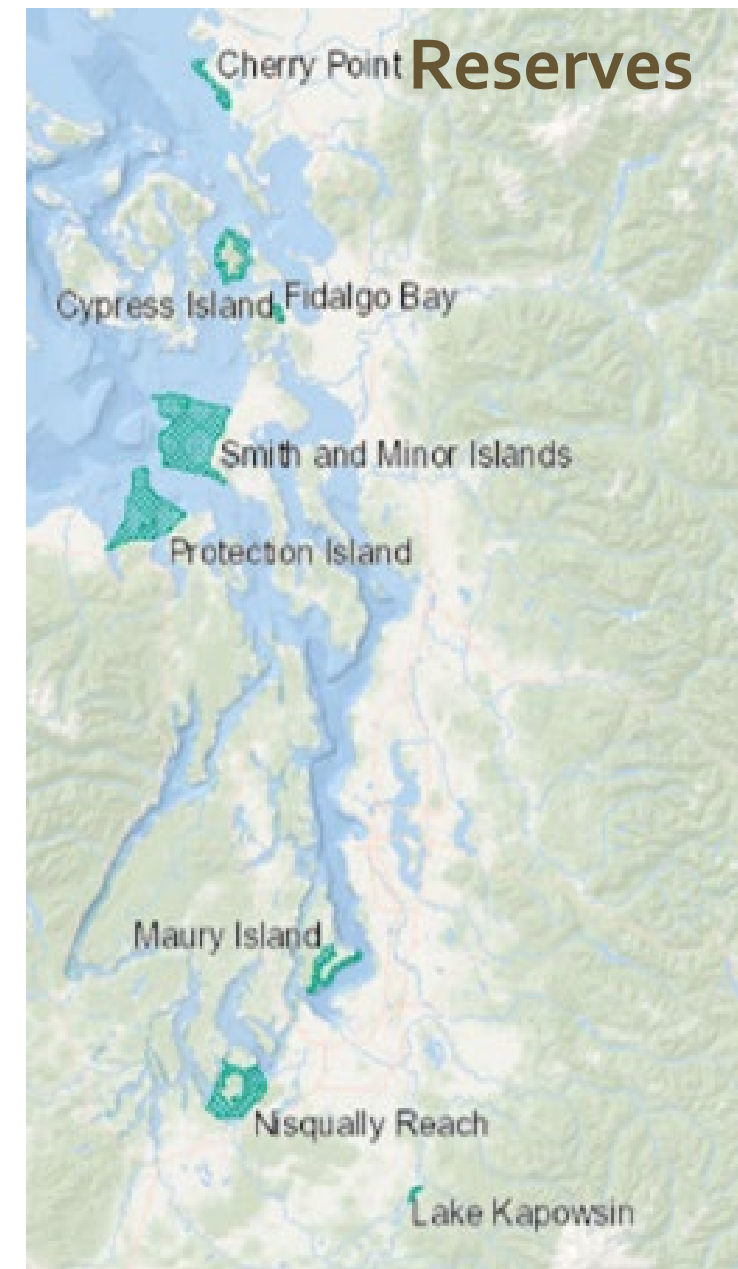 Cherry Point Reserves
Cypress Island Fidalgo Bay
Smith and Minor Islands
Protection Island
Maury Island
Nisqually Reach
Lake Kapowsin